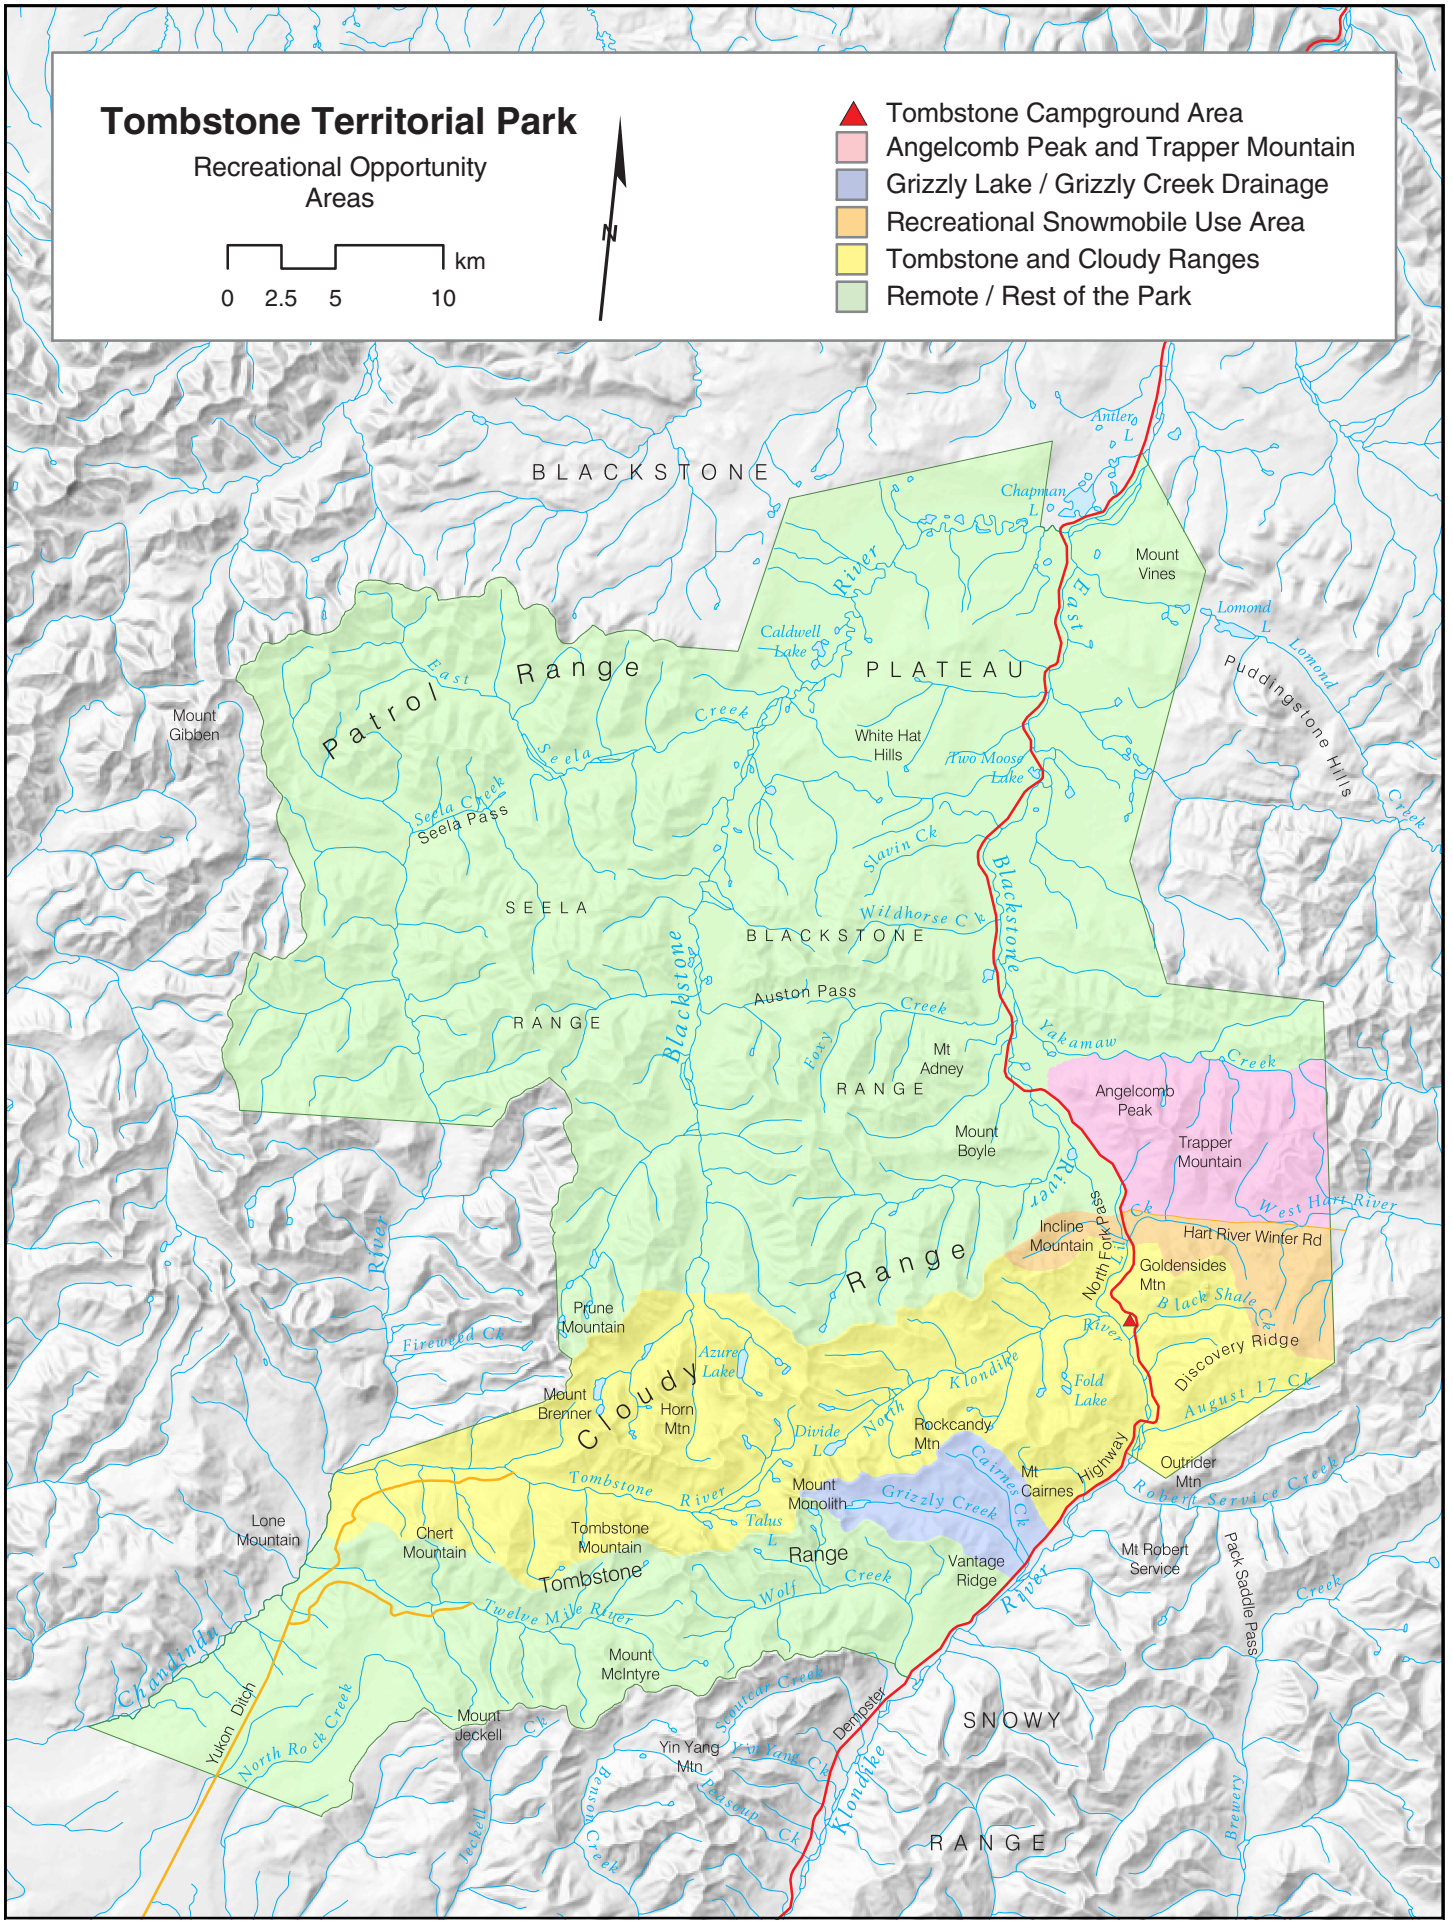 Tombstone Territorial Park
Recreational Opportunity
Areas
km
0 2.5 5 10
N
Tombstone Campground Area
Angelcomb Peak and Trapper Mountain
Grizzly Lake / Grizzly Creek Drainage
Recreational Snowmobile Use Area
Tombstone and Cloudy Ranges
Remote / Rest of the Park
Antler
L
BLACKSTONE
Chapman
L
Mount
Vines
River
East
Lomond
L
Lomond
Caldwell
Lake
Range
PLATEAU
East
Patrol
Puddingstone Hills
Mount
Gibben
Creek
White Hat
Hills
Seela
Two Moose
Lake
Seela Creek
Seela Pass
Creek
Slavin Ck
Blackstone
SEELA
Wildhorse Ck
BLACKSTONE
Blackstone
Auston Pass
Creek
RANGE
Yakamaw
Creek
Foxy
Mt
Adney
RANGE
Angelcomb
Peak
Mount
Boyle
Trapper
Mountain
River
North Fork Pass
Ck
West Hart River
River
Incline
Mountain
Hart River Winter Rd
Range
Goldensides
Mtn
Prune
Mountain
Black Shale Ck
River
Fireweed Ck
Discovery Ridge
Azure
Lake
Cloudy
Klondike
Fold
Lake
August 17 Ck
Mount
Brenner
Horn
Mtn
North
Rockcandy
Mtn
Divide
L
Highway
Outrider
Mtn
Cairnes Ck
Mt
Cairnes
Tombstone River
Mount
Monolith
Grizzly Creek
Robert Service Creek
Lone
Mountain
Chert
Mountain
Tombstone
Mountain
Talus
L
Range
Tombstone
Vantage
Ridge
Mt Robert
Service
Pack Saddle Pass
Wolf Creek
River
Creek
Twelve Mile River
Chandindu
Mount
McIntyre
Yukon Ditch
North Rock Creek
Scoutcar Creek
Dempster
SNOWY
Mount
Jeckell
Ck
Yin Yang
Mtn
Yin Yang Ck
Klondike
Benson Creek
Peasoup Ck
Jeckell
Brewery
RANGE